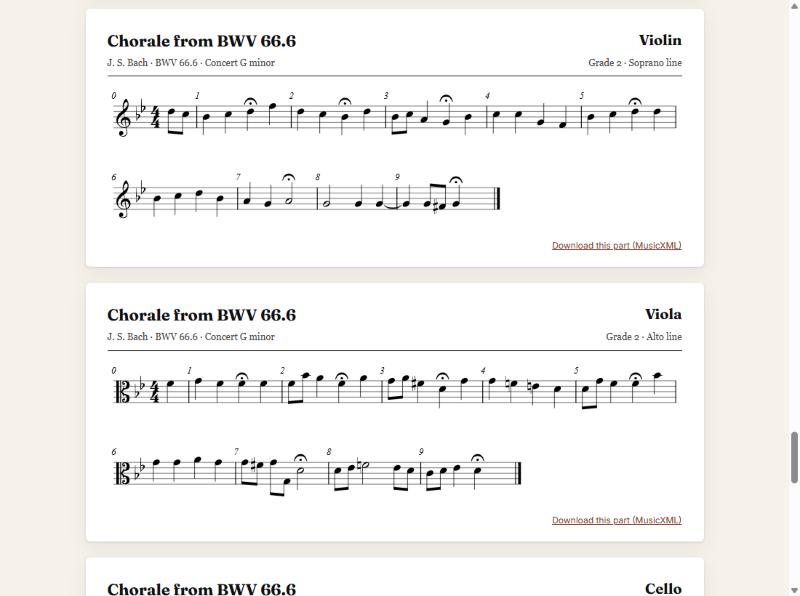 Chorale from BWV 66.6
Violin
J. S. Bach · BWV 66.6 · Concert G minor
Grade 2 · Soprano line
0 1 2 3 4 5
6 7 8 9
Download this part (MusicXML)
Chorale from BWV 66.6
Viola
J. S. Bach · BWV 66.6 · Concert G minor
Grade 2 · Alto line
0 1 2 3 4 5
6 7 8 9
Download this part (MusicXML)
Chorale from BWV 66.6
Cello